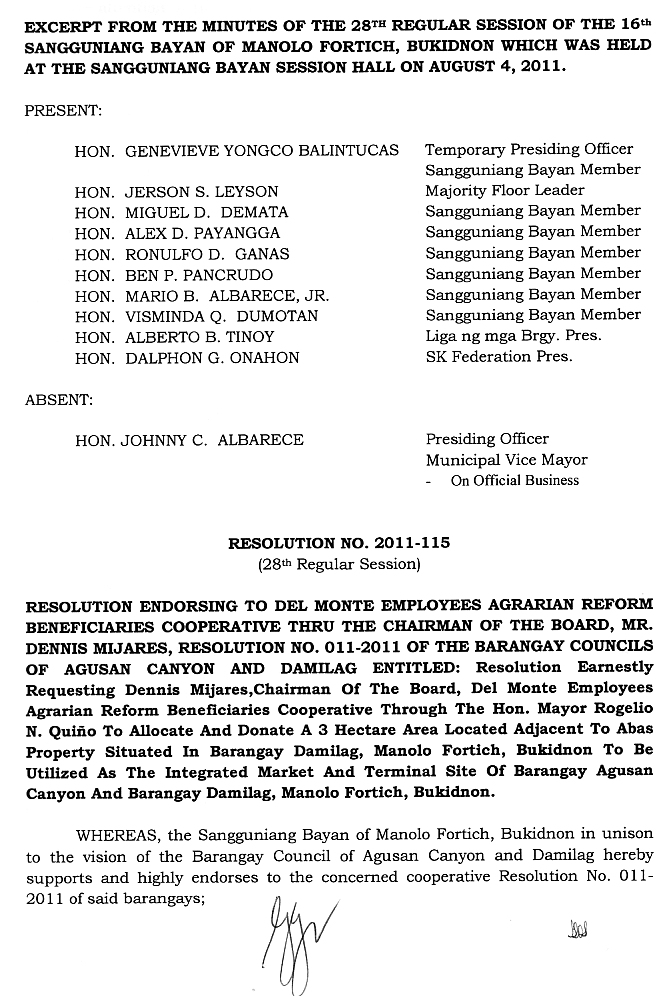 EXCERPT FROM THE MINUTES OF THE 28TH REGULAR SESSION OF THE 16th
SANGGUNIANG BAYAN OF MANOLO FORTICH, BUKIDNON WHICH WAS HELD
AT THE SANGGUNIANG BAYAN SESSION HALL ON AUGUST 4, 2011.
PRESENT:
HON. GENEVIEVE YONGCO BALINTUCAS Temporary Presiding Officer
Sangguniang Bayan Member
HON. JERSON S. LEYSON Majority Floor Leader
HON. MIGUEL D. DEMATA Sangguniang Bayan Member
HON. ALEX D. PAYANGGA Sangguniang Bayan Member
HON. RONULFO D. GANAS Sangguniang Bayan Member
HON. BEN P. PANCRUDO Sangguniang Bayan Member
HON. MARIO B. ALBARECE, JR. Sangguniang Bayan Member
HON. VISMINDA Q. DUMOTAN Sangguniang Bayan Member
HON. ALBERTO B. TINOY Liga ng mga Brgy. Pres.
HON. DALPHON G. ONAHON SK Federation Pres.
ABSENT:
HON. JOHNNY C. ALBARECE Presiding Officer
Municipal Vice Mayor
- On Official Business
RESOLUTION NO. 2011-115
(28th Regular Session)
RESOLUTION ENDORSING TO DEL MONTE EMPLOYEES AGRARIAN REFORM
BENEFICIARIES COOPERATIVE THRU THE CHAIRMAN OF THE BOARD, MR.
DENNIS MIJARES, RESOLUTION NO. 011-2011 OF THE BARANGAY COUNCILS
OF AGUSAN CANYON AND DAMILAG ENTITLED: Resolution Earnestly
Requesting Dennis Mijares,Chairman Of The Board, Del Monte Employees
Agrarian Reform Beneficiaries Cooperative Through The Hon. Mayor Rogelio
N. Quiño To Allocate And Donate A 3 Hectare Area Located Adjacent To Abas
Property Situated In Barangay Damilag, Manolo Fortich, Bukidnon To Be
Utilized As The Integrated Market And Terminal Site Of Barangay Agusan
Canyon And Barangay Damilag, Manolo Fortich, Bukidnon.
WHEREAS, the Sangguniang Bayan of Manolo Fortich, Bukidnon in unison
to the vision of the Barangay Council of Agusan Canyon and Damilag hereby
supports and highly endorses to the concerned cooperative Resolution No. 011-
2011 of said barangays;